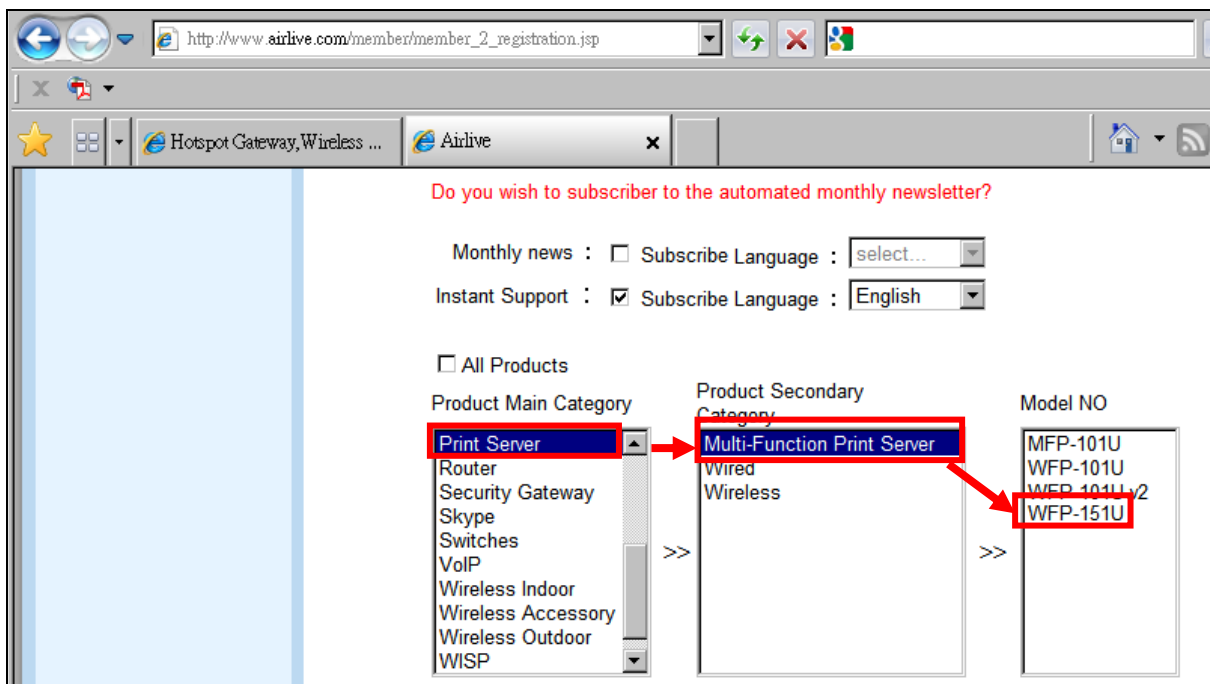 http://www.airlive.com/member/member_2_registration.jsp
Hotspot Gateway,Wireless ...
Airlive
Do you wish to subscriber to the automated monthly newsletter?
Monthly news : Subscribe Language : select...
Instant Support : Subscribe Language : English
All Products
Product Main Category
Product Secondary Category
Model NO
Print Server
Router
Security Gateway
Skype
Switches
VoIP
Wireless Indoor
Wireless Accessory
Wireless Outdoor
WISP
>>
Multi-Function Print Server
Wired
Wireless
>>
MFP-101U
WFP-101U
WFP-101U v2
WFP-151U